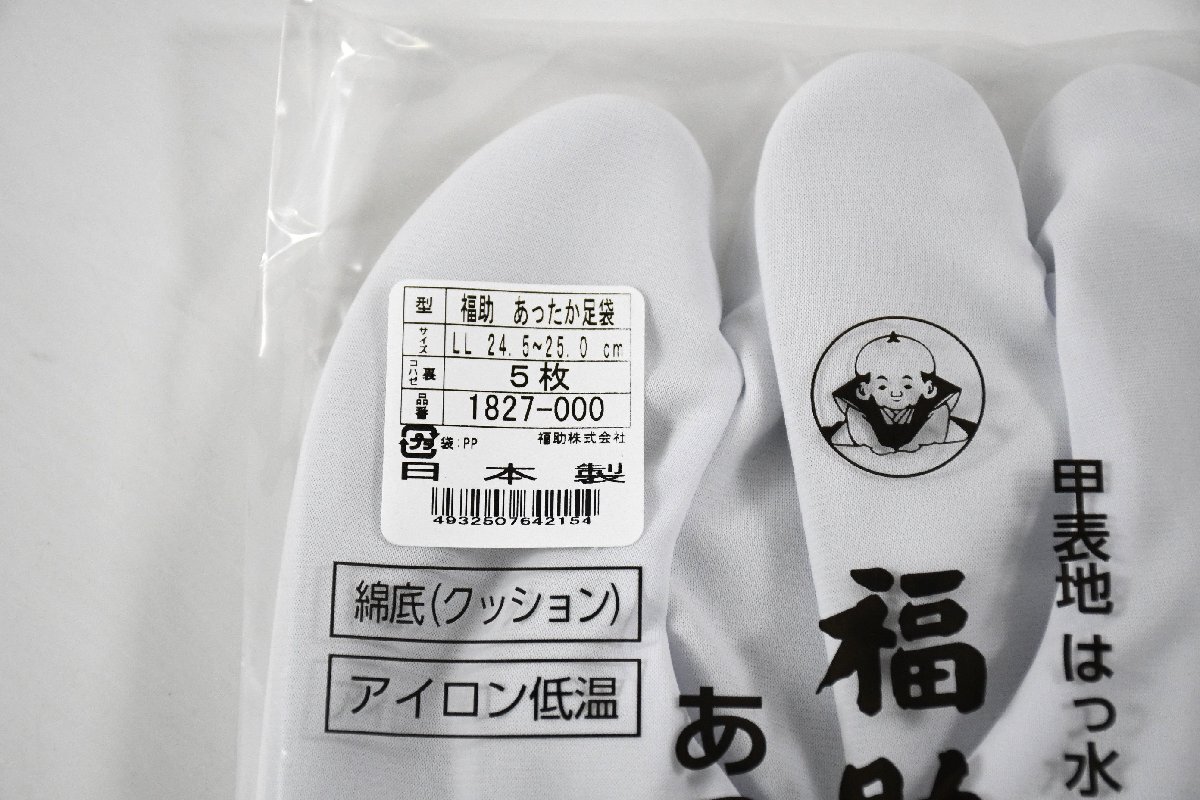 型 福助 あったか足袋
サイズ LL 24.5~25.0 cm
コハゼ 裏 5枚
品番 1827-000
プラ 袋:PP 福助株式会社
日本製
4932507642154
綿底(クッション)
アイロン低温
甲表地 はっ水
福助
あ